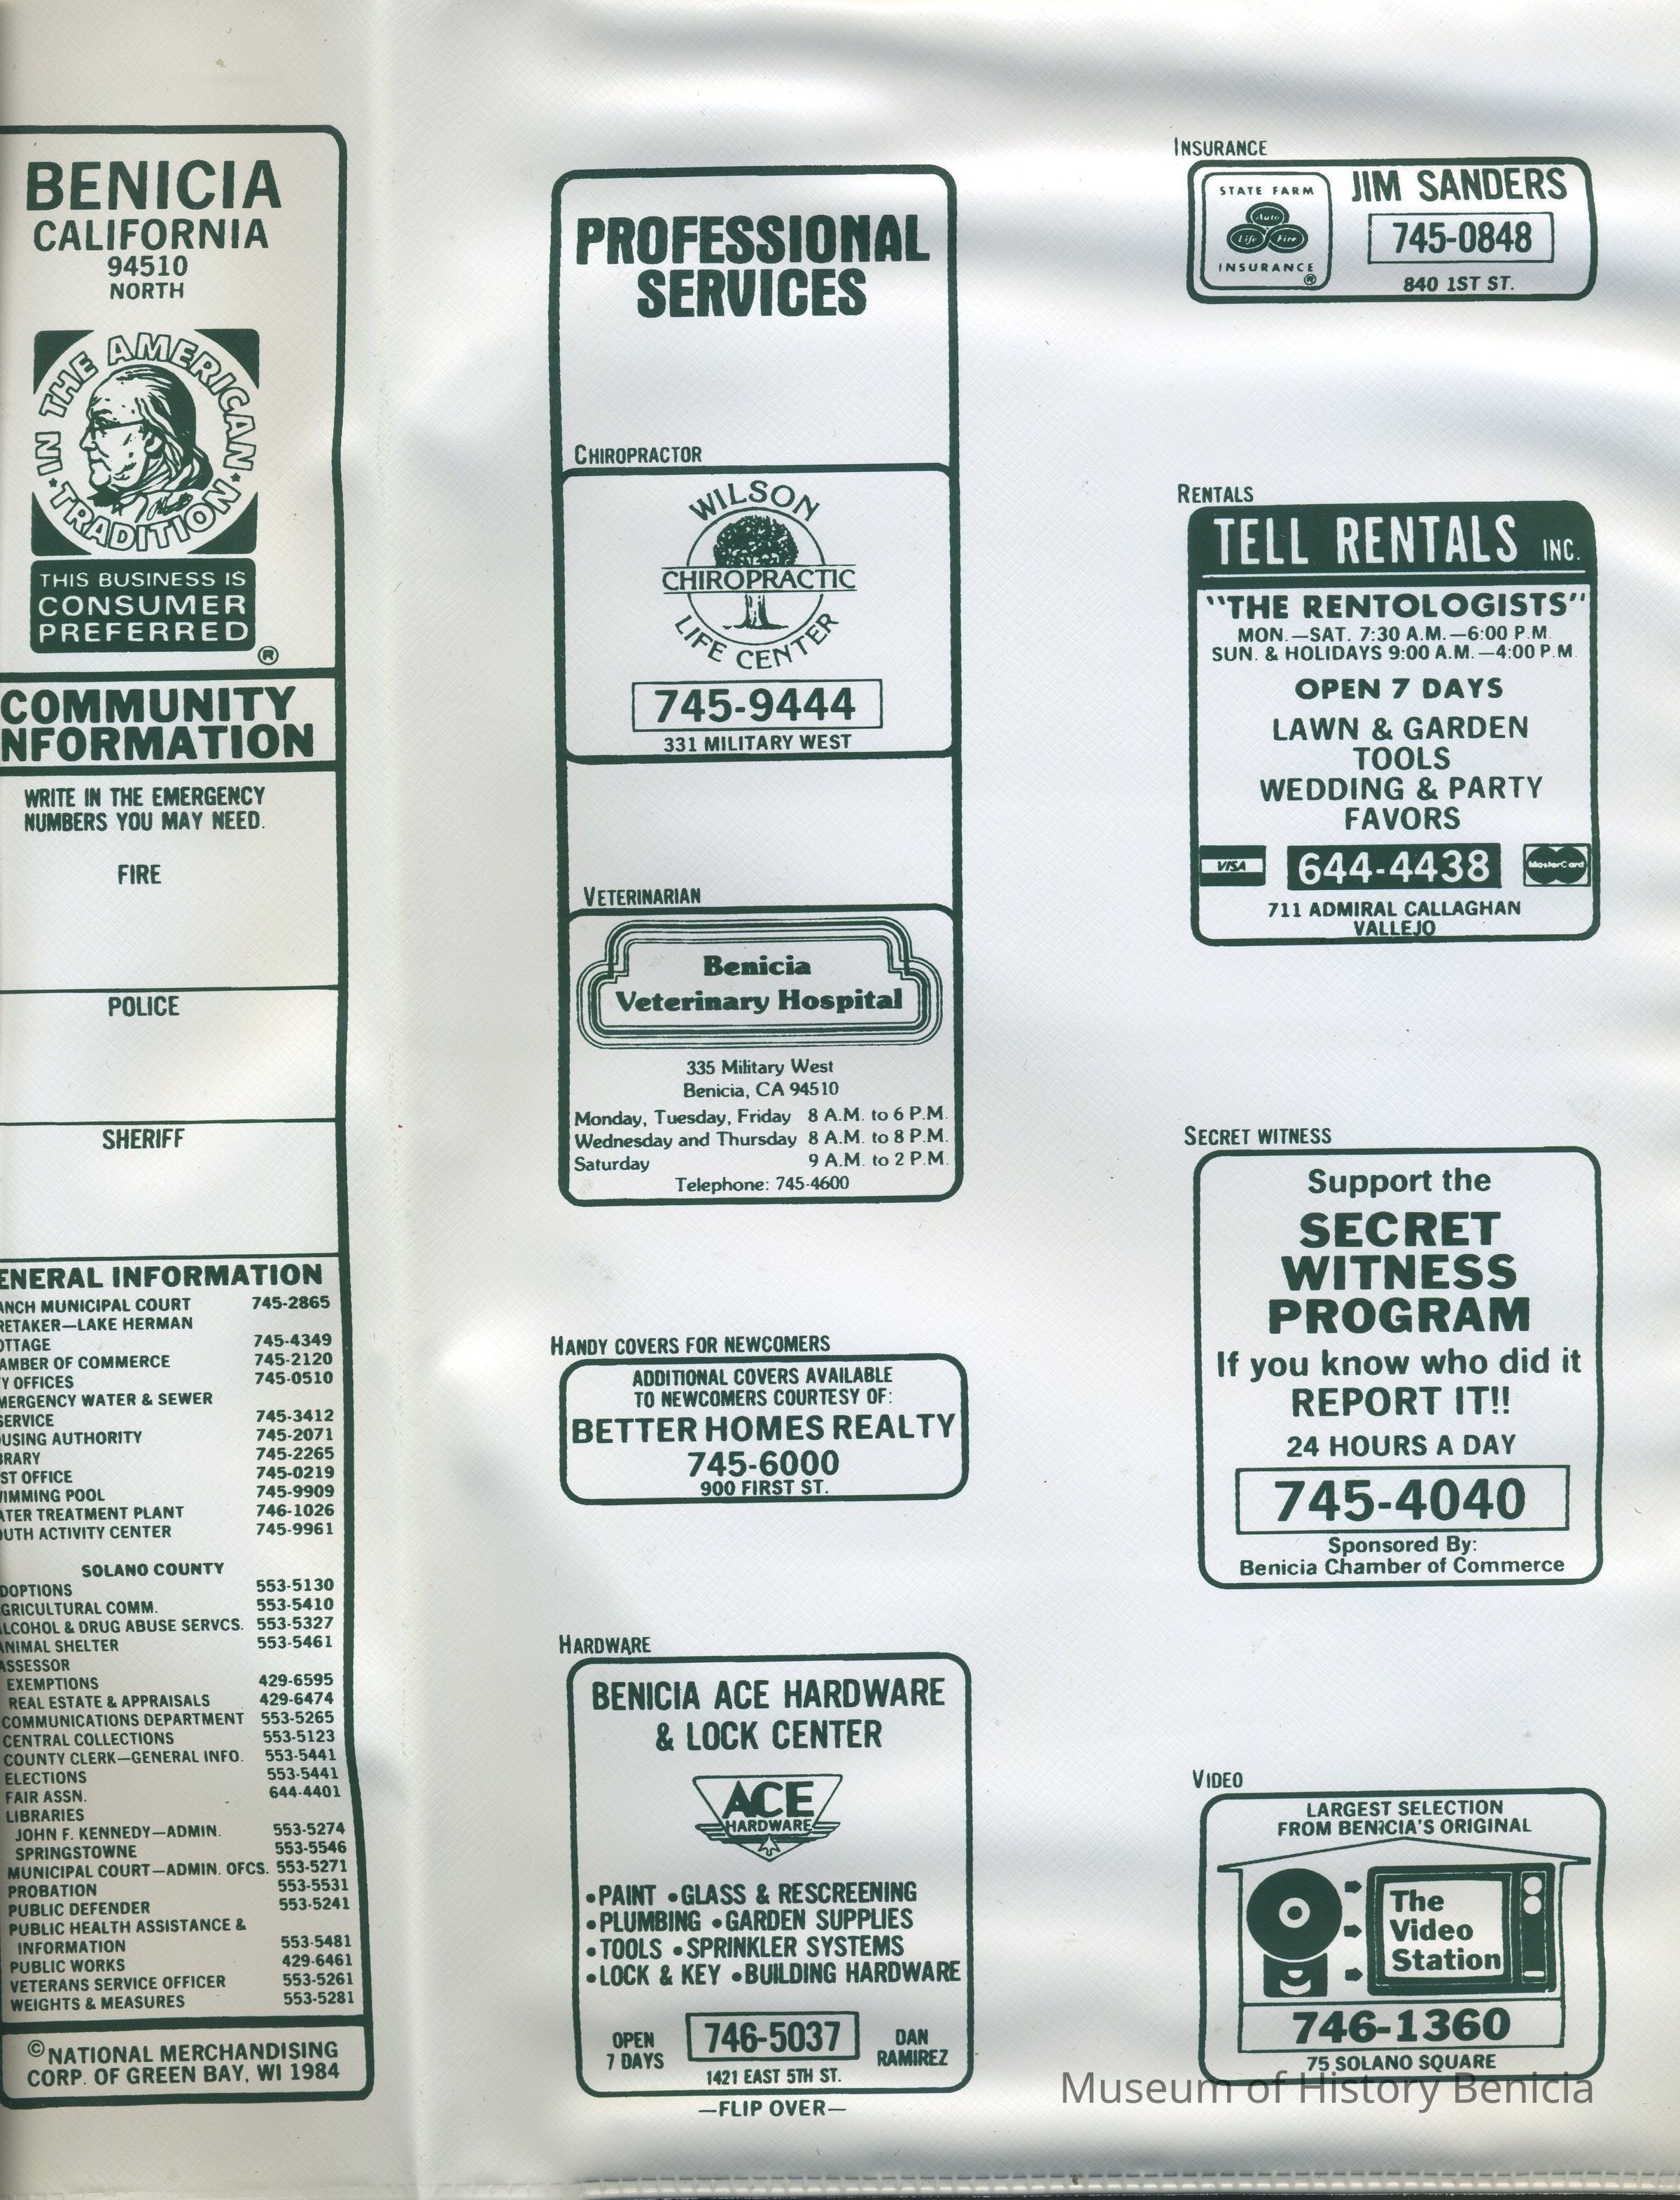 BENICIA
CALIFORNIA
94510
NORTH
IN THE AMERICAN
TRADITION
THIS BUSINESS IS
CONSUMER
PREFERRED
®
COMMUNITY
NFORMATION
WRITE IN THE EMERGENCY
NUMBERS YOU MAY NEED.
FIRE
POLICE
SHERIFF
ENERAL INFORMATION
ANCH MUNICIPAL COURT 745-2865
RETAKER—LAKE HERMAN
OTTAGE 745-4349
AMBER OF COMMERCE 745-2120
Y OFFICES 745-0510
MERGENCY WATER & SEWER
SERVICE 745-3412
OUSING AUTHORITY 745-2071
RARY 745-2265
ST OFFICE 745-0219
WIMMING POOL 745-9909
ATER TREATMENT PLANT 746-1026
OUTH ACTIVITY CENTER 745-9961
SOLANO COUNTY
DOPTIONS 553-5130
GRICULTURAL COMM. 553-5410
LCOHOL & DRUG ABUSE SERVCS. 553-5327
ANIMAL SHELTER 553-5461
ASSESSOR
EXEMPTIONS 429-6595
REAL ESTATE & APPRAISALS 429-6474
COMMUNICATIONS DEPARTMENT 553-5265
CENTRAL COLLECTIONS 553-5123
COUNTY CLERK—GENERAL INFO. 553-5441
ELECTIONS 553-5441
FAIR ASSN. 644-4401
LIBRARIES
JOHN F. KENNEDY—ADMIN. 553-5274
SPRINGSTOWNE 553-5546
MUNICIPAL COURT—ADMIN. OFCS. 553-5271
PROBATION 553-5531
PUBLIC DEFENDER 553-5241
PUBLIC HEALTH ASSISTANCE &
INFORMATION 553-5481
PUBLIC WORKS 429-6461
VETERANS SERVICE OFFICER 553-5261
WEIGHTS & MEASURES 553-5281
© NATIONAL MERCHANDISING
CORP. OF GREEN BAY, WI 1984
PROFESSIONAL
SERVICES
CHIROPRACTOR
WILSON
CHIROPRACTIC
LIFE CENTER
745-9444
331 MILITARY WEST
VETERINARIAN
Benicia
Veterinary Hospital
335 Military West
Benicia, CA 94510
Monday, Tuesday, Friday 8 A.M. to 6 P.M.
Wednesday and Thursday 8 A.M. to 8 P.M.
Saturday 9 A.M. to 2 P.M.
Telephone: 745-4600
HANDY COVERS FOR NEWCOMERS
ADDITIONAL COVERS AVAILABLE
TO NEWCOMERS COURTESY OF:
BETTER HOMES REALTY
745-6000
900 FIRST ST.
HARDWARE
BENICIA ACE HARDWARE
& LOCK CENTER
ACE
HARDWARE
•PAINT •GLASS & RESCREENING
•PLUMBING •GARDEN SUPPLIES
•TOOLS •SPRINKLER SYSTEMS
•LOCK & KEY •BUILDING HARDWARE
OPEN
7 DAYS
746-5037
DAN
RAMIREZ
1421 EAST 5TH ST.
—FLIP OVER—
INSURANCE
STATE FARM
Auto
Life Fire
INSURANCE
®
JIM SANDERS
745-0848
840 1ST ST.
RENTALS
TELL RENTALS INC.
"THE RENTOLOGISTS"
MON.—SAT. 7:30 A.M.—6:00 P.M.
SUN. & HOLIDAYS 9:00 A.M.—4:00 P.M.
OPEN 7 DAYS
LAWN & GARDEN
TOOLS
WEDDING & PARTY
FAVORS
VISA 644-4438 MasterCard
711 ADMIRAL CALLAGHAN
VALLEJO
SECRET WITNESS
Support the
SECRET
WITNESS
PROGRAM
If you know who did it
REPORT IT!!
24 HOURS A DAY
745-4040
Sponsored By:
Benicia Chamber of Commerce
VIDEO
LARGEST SELECTION
FROM BENICIA'S ORIGINAL
The
Video
Station
746-1360
75 SOLANO SQUARE
Museum of History Benicia